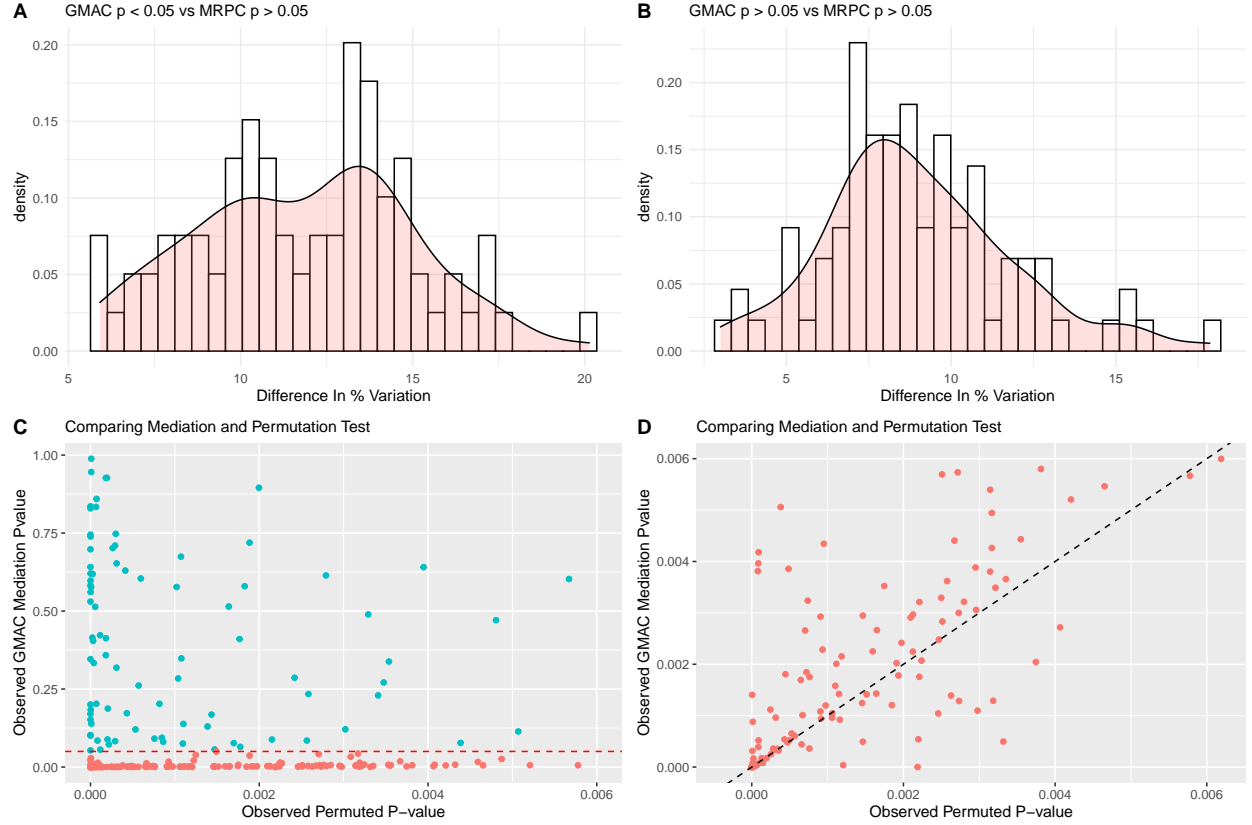 A GMAC p < 0.05 vs MRPC p > 0.05
density
0.20
0.15
0.10
0.05
0.00
5 10 15 20
Difference In % Variation
B GMAC p > 0.05 vs MRPC p > 0.05
density
0.20
0.15
0.10
0.05
0.00
5 10 15
Difference In % Variation
C Comparing Mediation and Permutation Test
Observed GMAC Mediation Pvalue
1.00
0.75
0.50
0.25
0.00
0.000 0.002 0.004 0.006
Observed Permuted P−value
D Comparing Mediation and Permutation Test
Observed GMAC Mediation Pvalue
0.006
0.004
0.002
0.000
0.000 0.002 0.004 0.006
Observed Permuted P−value